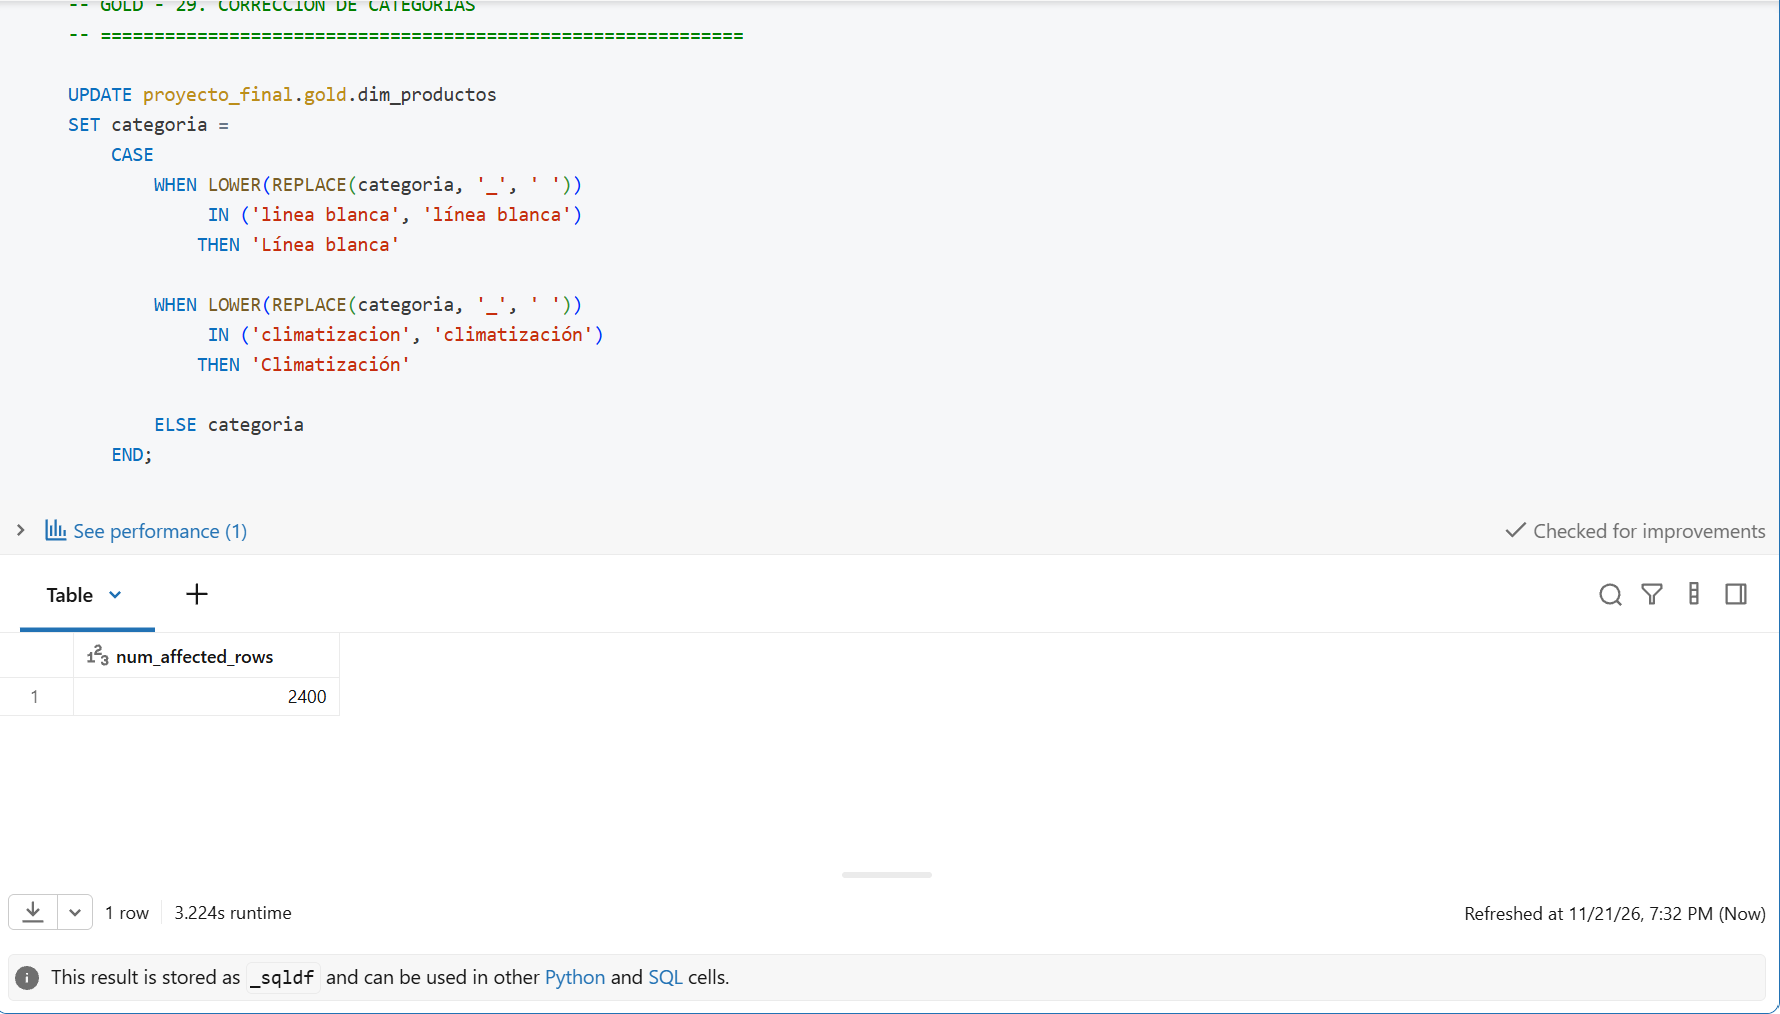 -- GOLD - 29. CORRECCIÓN DE CATEGORÍAS
-- ============================================================
UPDATE proyecto_final.gold.dim_productos
SET categoria =
CASE
WHEN LOWER(REPLACE(categoria, '_', ' '))
IN ('linea blanca', 'línea blanca')
THEN 'Línea blanca'
WHEN LOWER(REPLACE(categoria, '_', ' '))
IN ('climatizacion', 'climatización')
THEN 'Climatización'
ELSE categoria
END;
See performance (1)
Checked for improvements
Table
num_affected_rows
1 2400
1 row 3.224s runtime
Refreshed at 11/21/26, 7:32 PM (Now)
This result is stored as _sqldf and can be used in other Python and SQL cells.